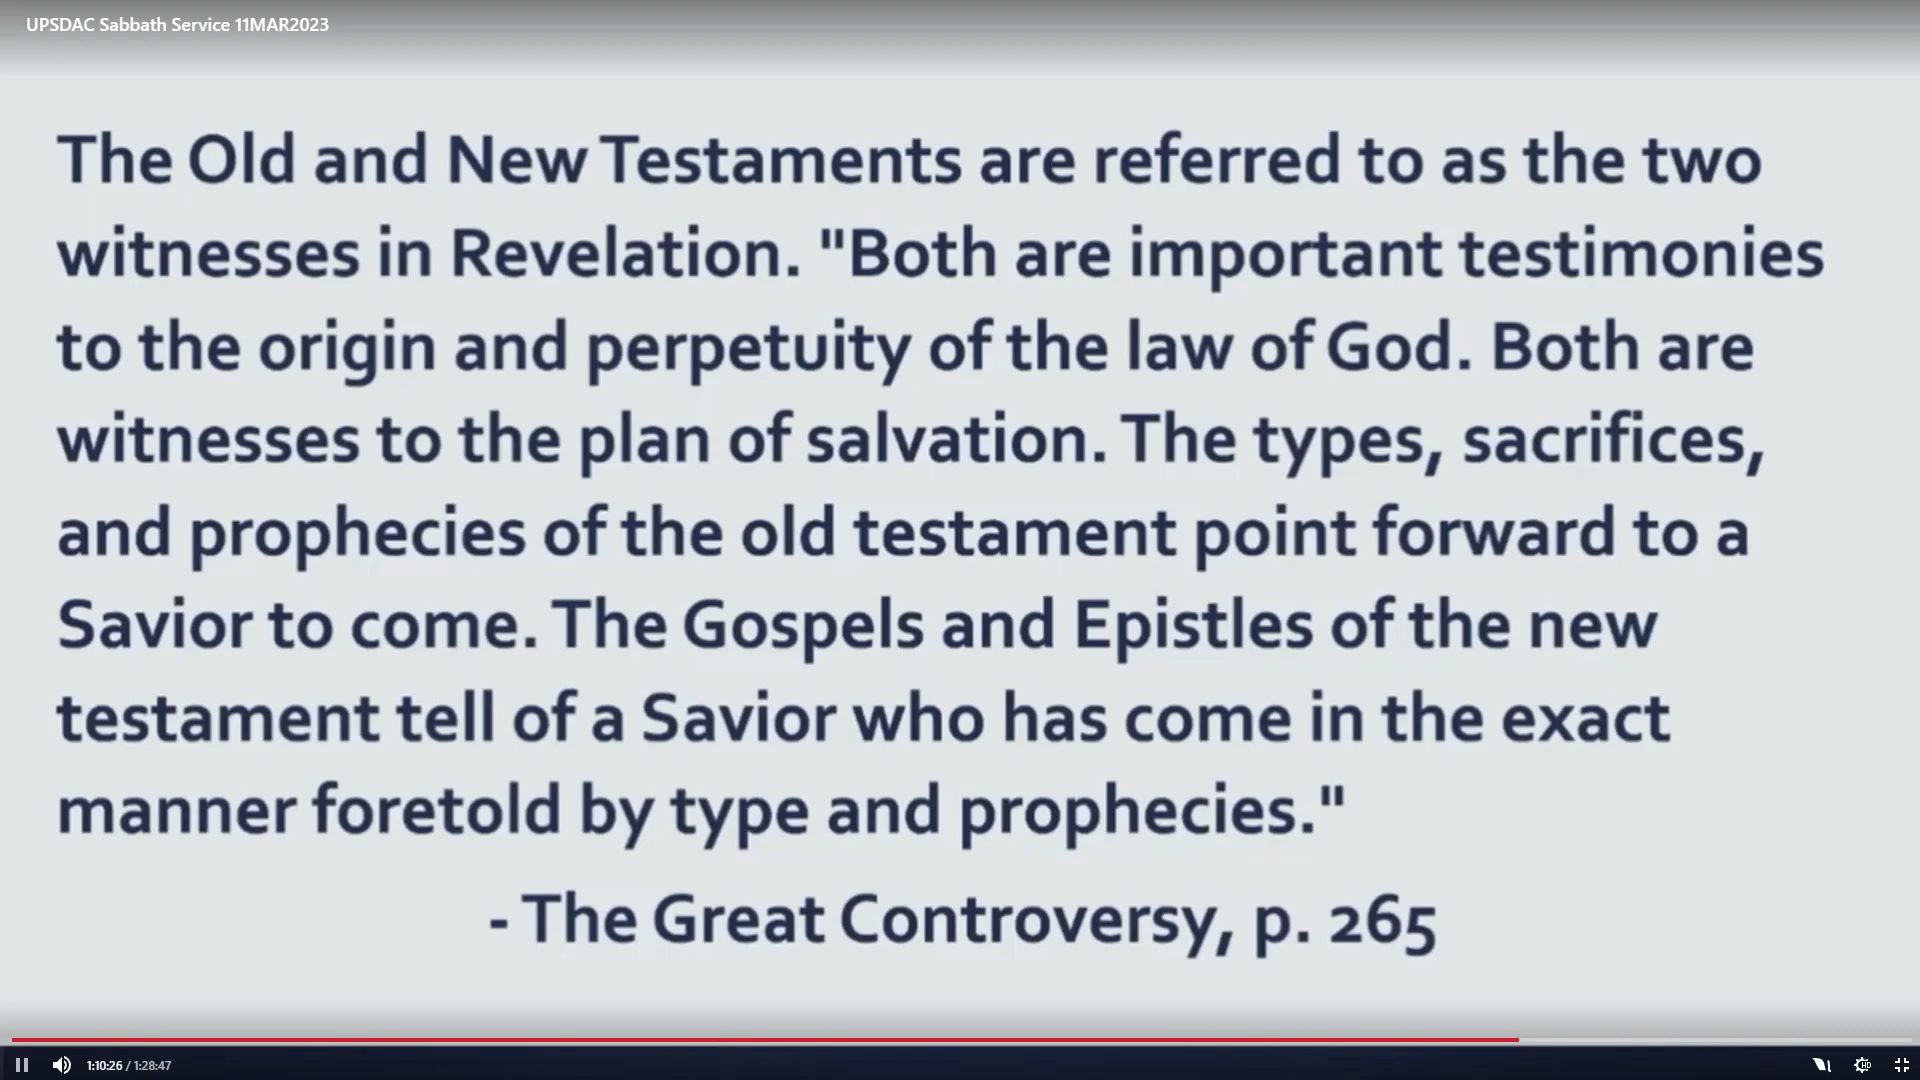 UPSDAC Sabbath Service 11MAR2023
The Old and New Testaments are referred to as the two
witnesses in Revelation. "Both are important testimonies
to the origin and perpetuity of the law of God. Both are
witnesses to the plan of salvation. The types, sacrifices,
and prophecies of the old testament point forward to a
Savior to come. The Gospels and Epistles of the new
testament tell of a Savior who has come in the exact
manner foretold by type and prophecies."
- The Great Controversy, p. 265
1:10:26 / 1:28:47
HD